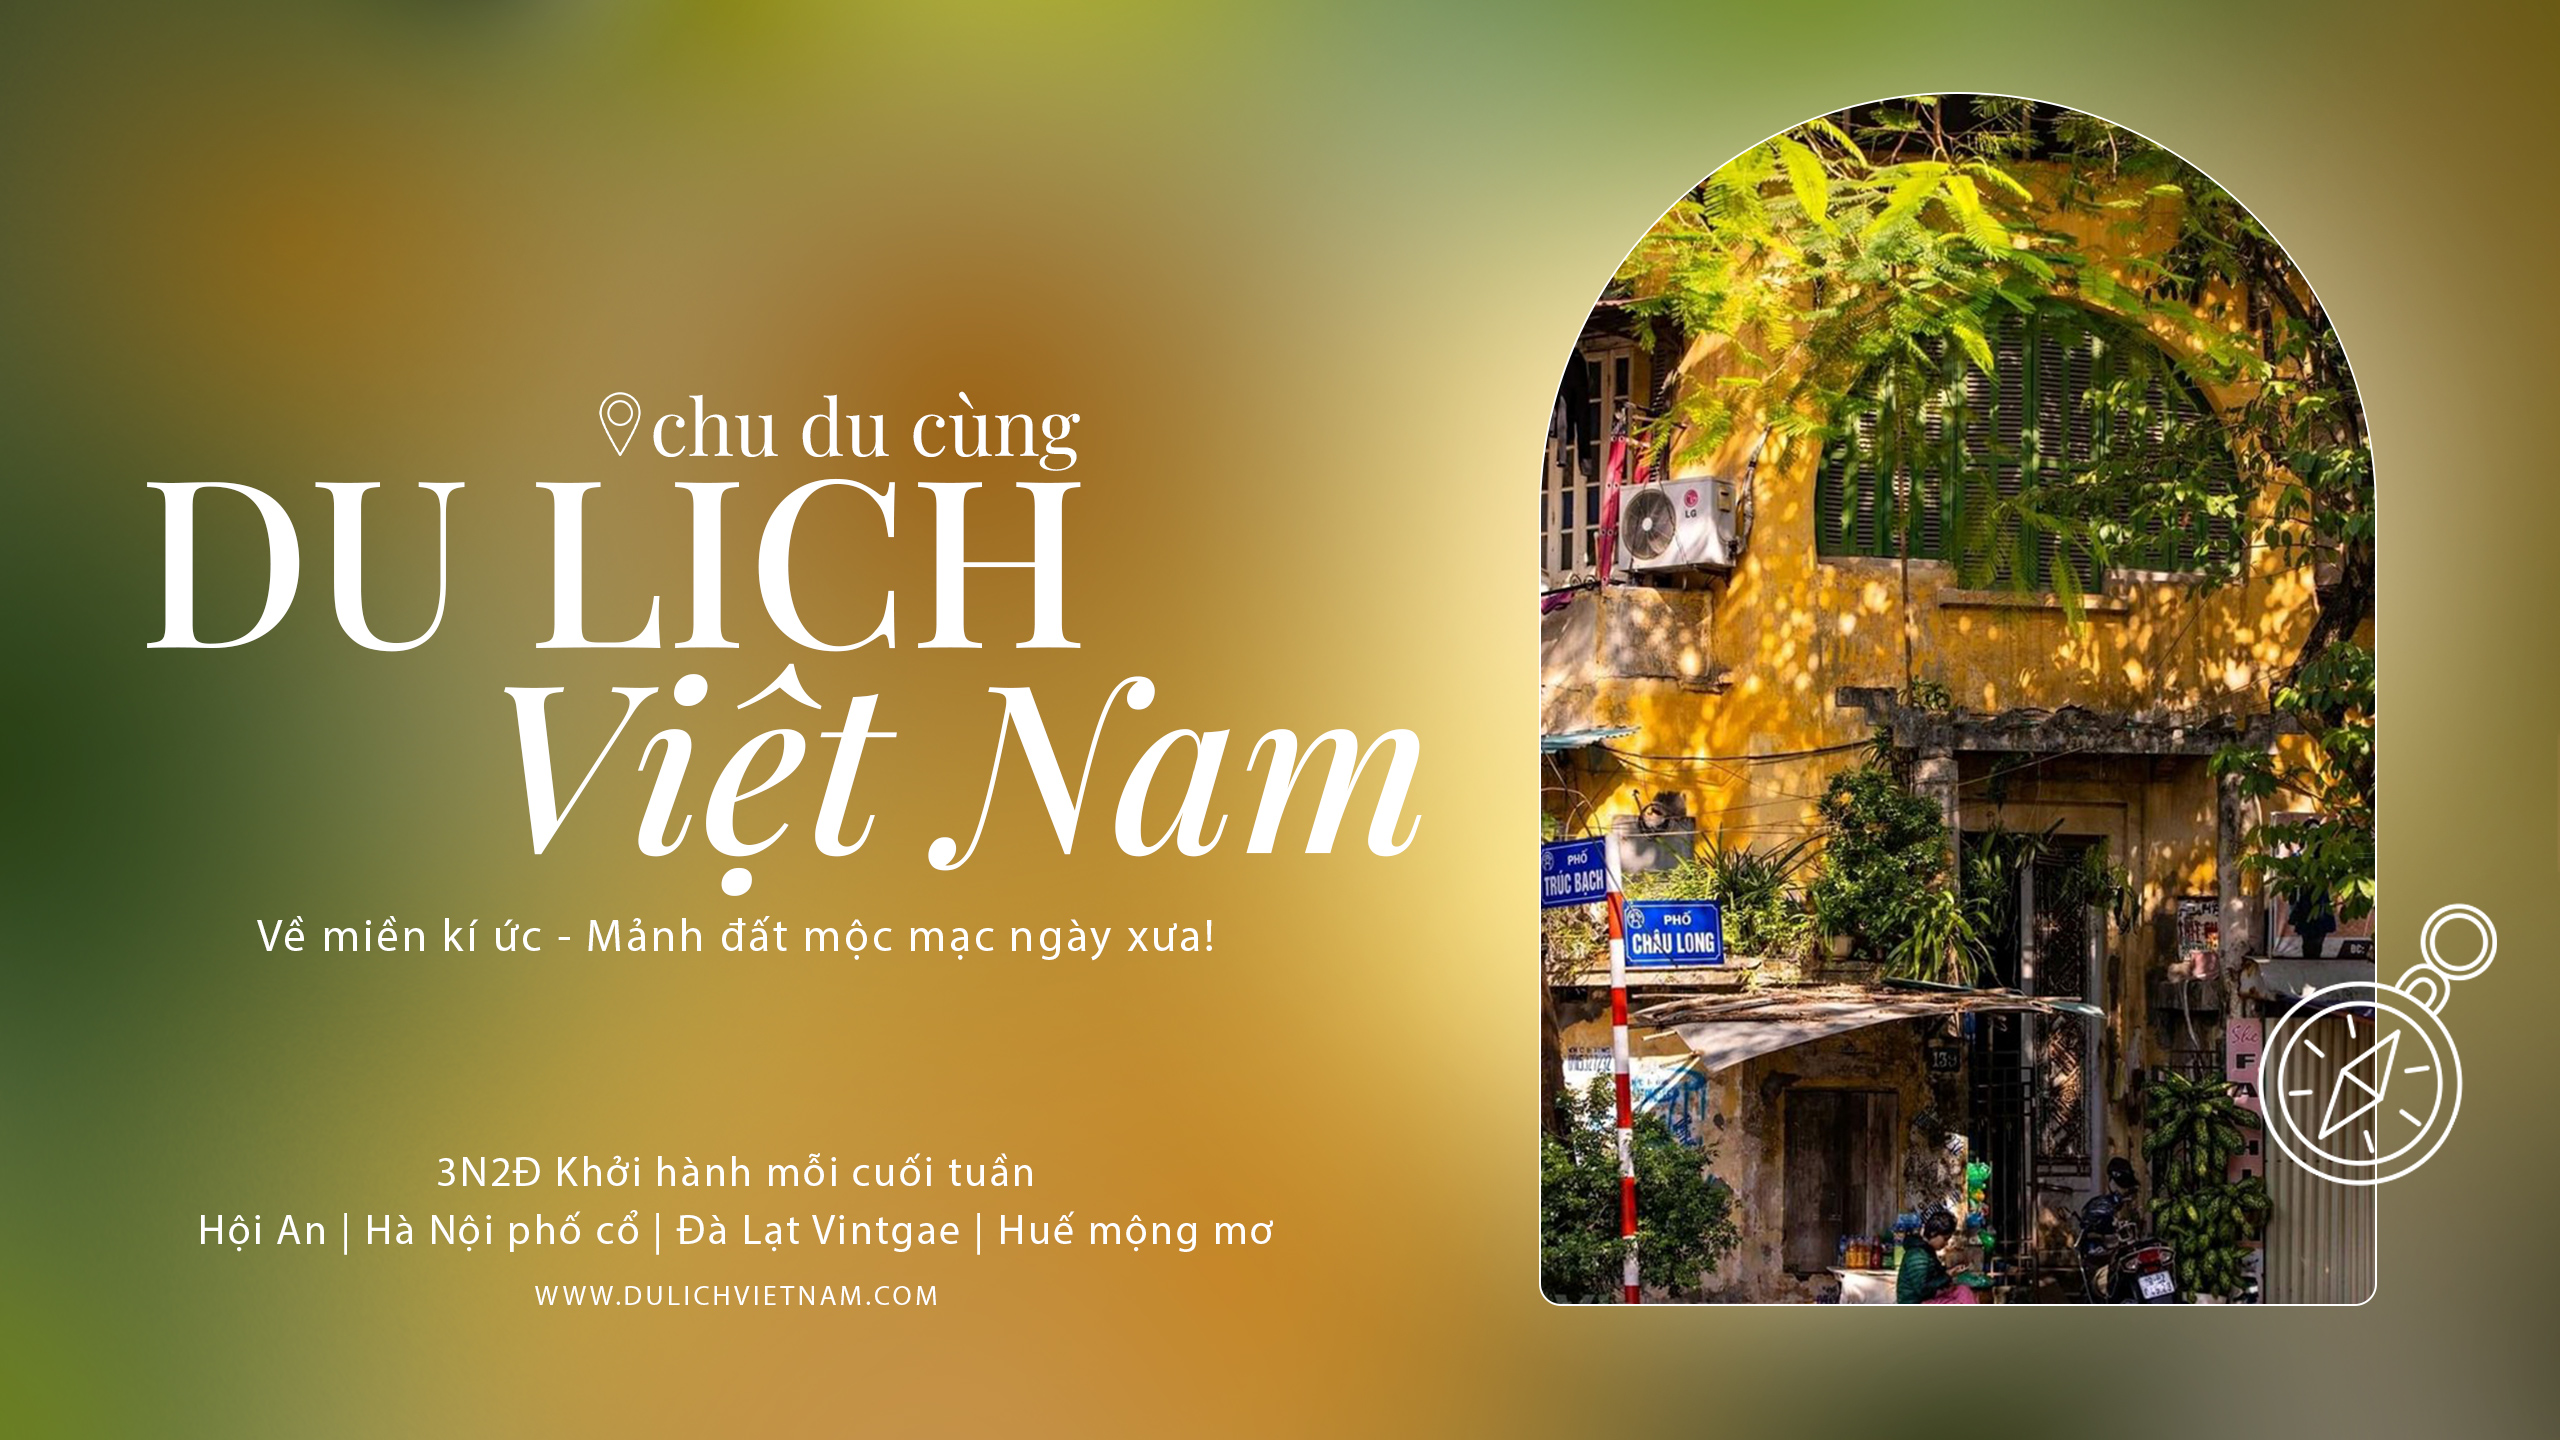 chu du cùng
DU LICH
Việt Nam
Về miền kí ức - Mảnh đất mộc mạc ngày xưa!
3N2Đ Khởi hành mỗi cuối tuần
Hội An | Hà Nội phố cổ | Đà Lạt Vintgae | Huế mộng mơ
WWW.DULICHVIETNAM.COM
LG
PHỐ
TRÚC BẠCH
PHỐ
CHÂU LONG
139
She